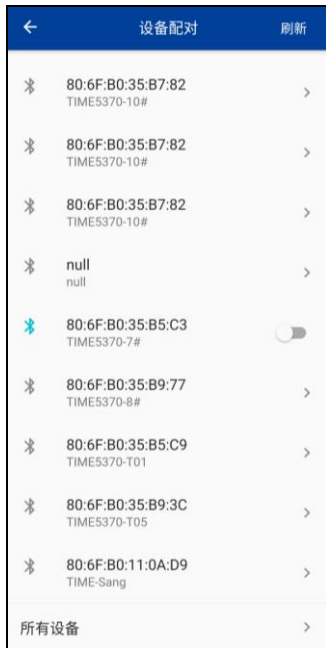 设备配对
刷新
80:6F:B0:35:B7:82
TIME5370-10#
80:6F:B0:35:B7:82
TIME5370-10#
80:6F:B0:35:B7:82
TIME5370-10#
null
null
80:6F:B0:35:B5:C3
TIME5370-7#
80:6F:B0:35:B9:77
TIME5370-8#
80:6F:B0:35:B5:C9
TIME5370-T01
80:6F:B0:35:B9:3C
TIME5370-T05
80:6F:B0:11:0A:D9
TIME-Sang
所有设备